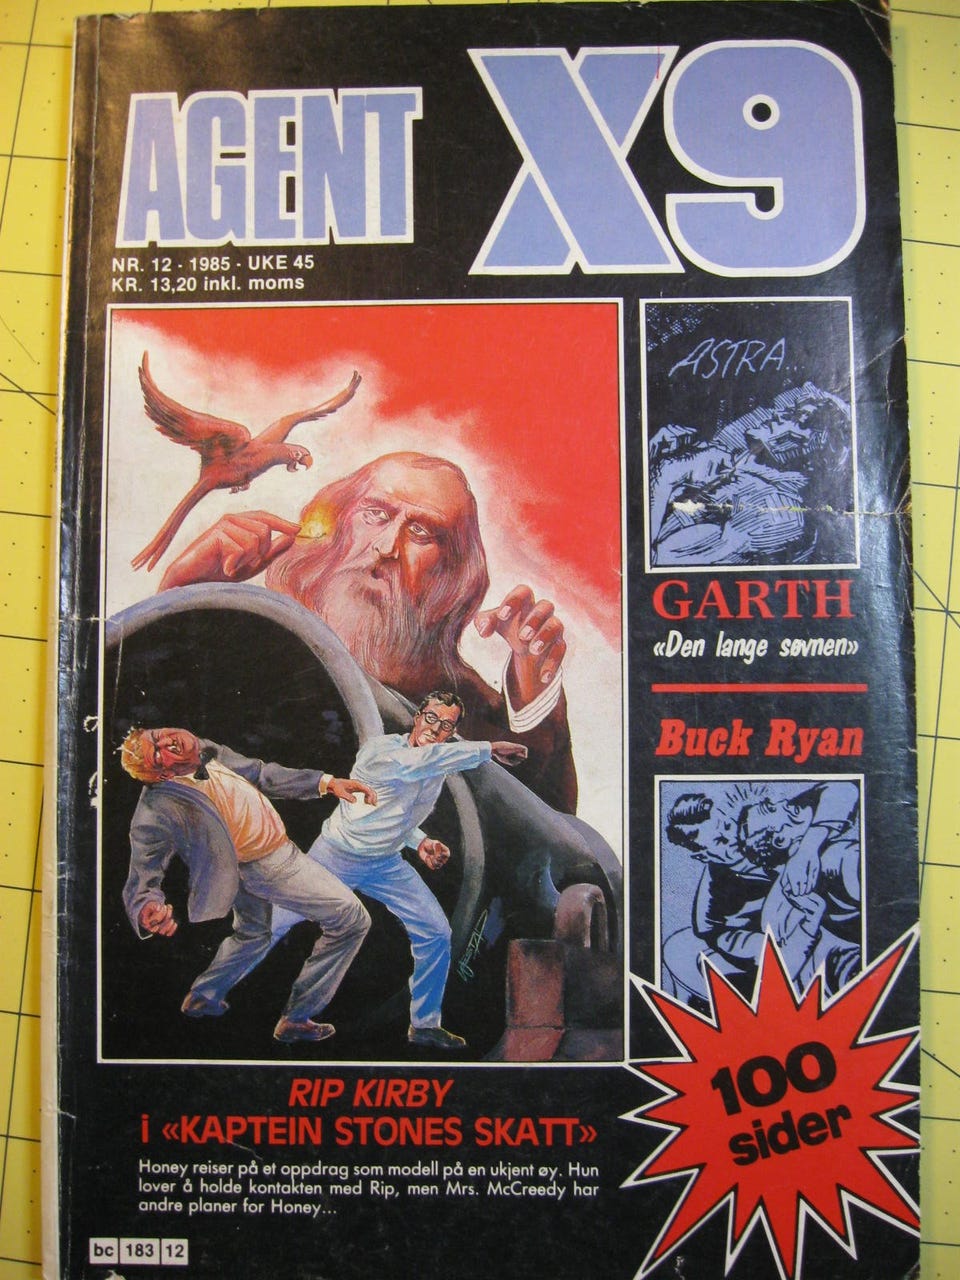 AGENT X9
NR. 12 - 1985 - UKE 45
KR. 13,20 inkl. moms
ASTRA...
GARTH
«Den lange søvnen»
Buck Ryan
100
sider
RIP KIRBY
i «KAPTEIN STONES SKATT»
Honey reiser på et oppdrag som modell på en ukjent øy. Hun
lover å holde kontakten med Rip, men Mrs. McCreedy har
andre planer for Honey...
bc 183 12